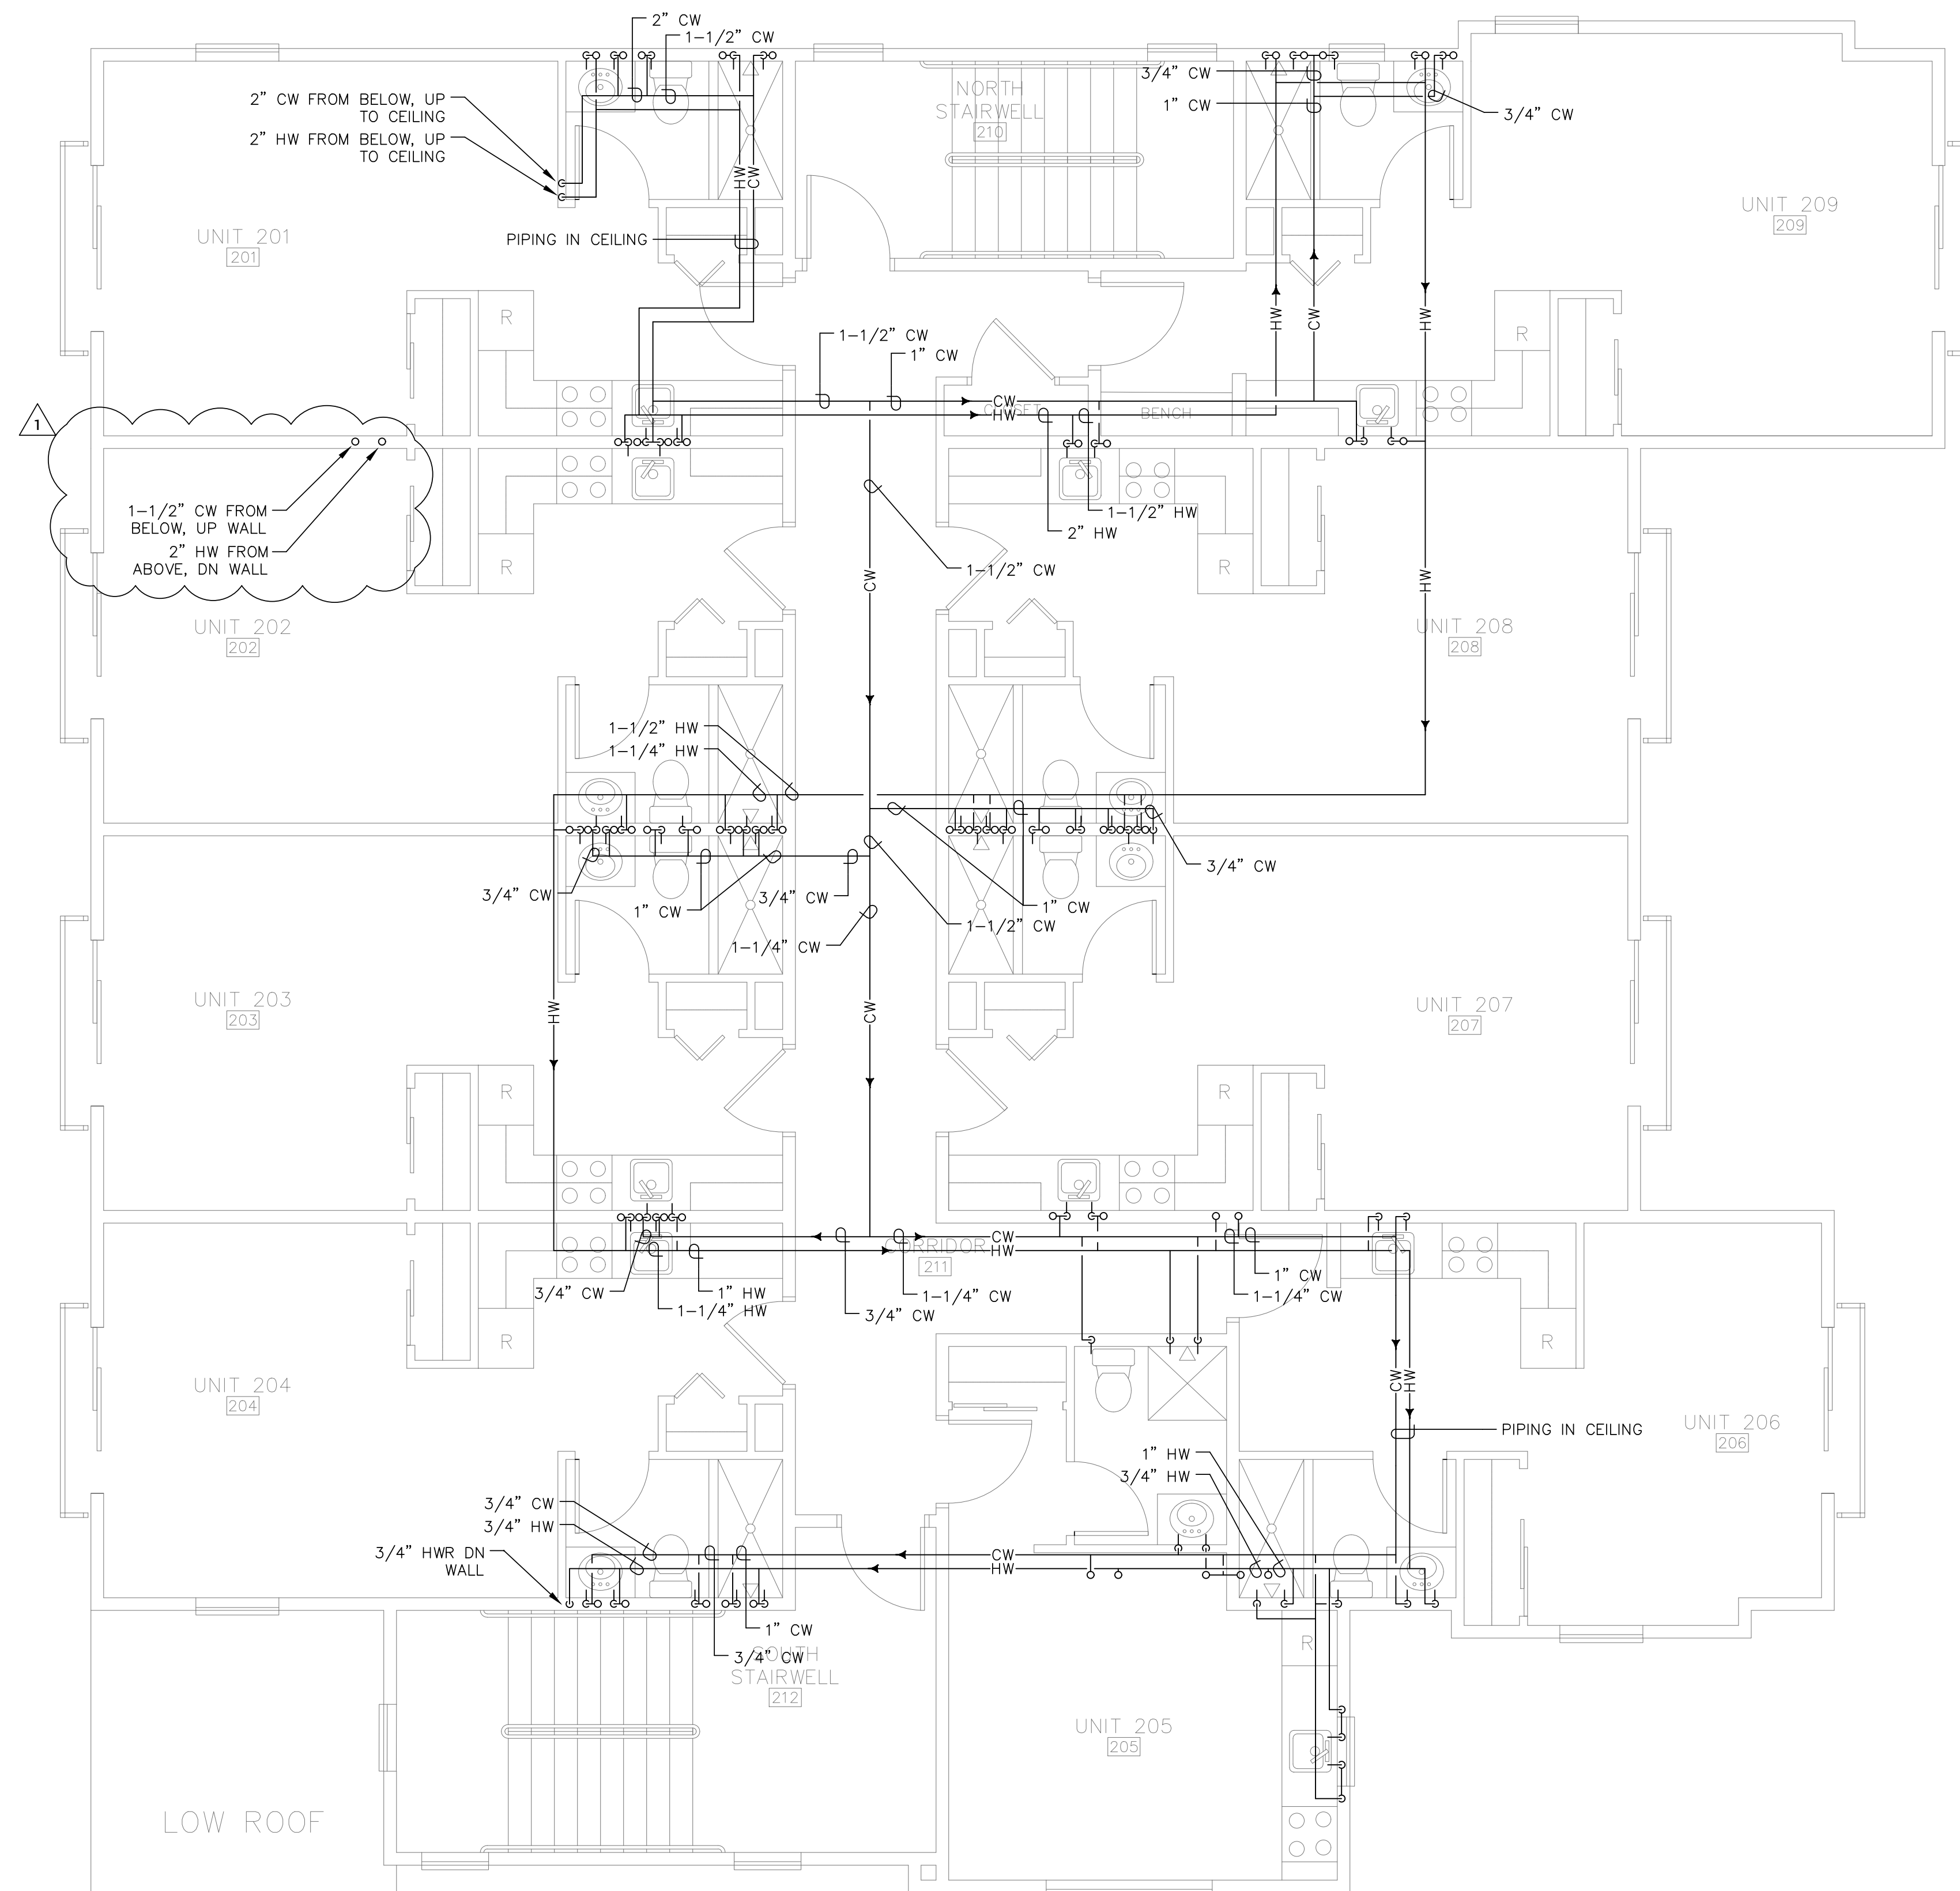 2" CW
1-1/2" CW
2" CW FROM BELOW, UP
TO CEILING
2" HW FROM BELOW, UP
TO CEILING
HW
CW
PIPING IN CEILING
UNIT 201
201
R
NORTH
STAIRWELL
210
3/4" CW
1" CW
3/4" CW
UNIT 209
209
HW
CW
HW
R
1-1/2" CW
1" CW
CW
HW
CLOSET
BENCH
1
1-1/2" CW FROM
BELOW, UP WALL
2" HW FROM
ABOVE, DN WALL
R
1-1/2" HW
2" HW
1-1/2" CW
CW
R
HW
UNIT 202
202
UNIT 208
208
1-1/2" HW
1-1/4" HW
3/4" CW
1" CW
3/4" CW
1-1/4" CW
1-1/2" CW
1" CW
3/4" CW
UNIT 203
203
HW
CW
UNIT 207
207
R
R
CW
HW
CORRIDOR
211
3/4" CW
1" HW
1-1/4" HW
3/4" CW
1-1/4" CW
1" CW
1-1/4" CW
R
R
UNIT 204
204
CW
HW
PIPING IN CEILING
UNIT 206
206
1" HW
3/4" HW
3/4" CW
3/4" HW
3/4" HWR DN
WALL
CW
HW
1" CW
3/4" CW
SOUTH
STAIRWELL
212
R
UNIT 205
205
LOW ROOF